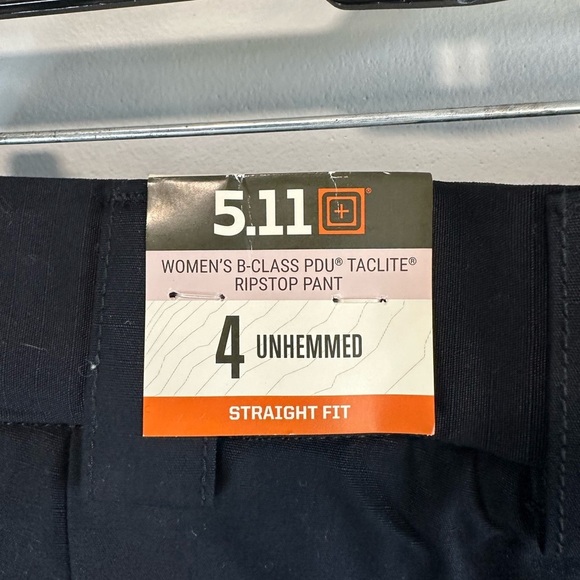 5.11®
WOMEN'S B-CLASS PDU® TACLITE®
RIPSTOP PANT
4 UNHEMMED
STRAIGHT FIT